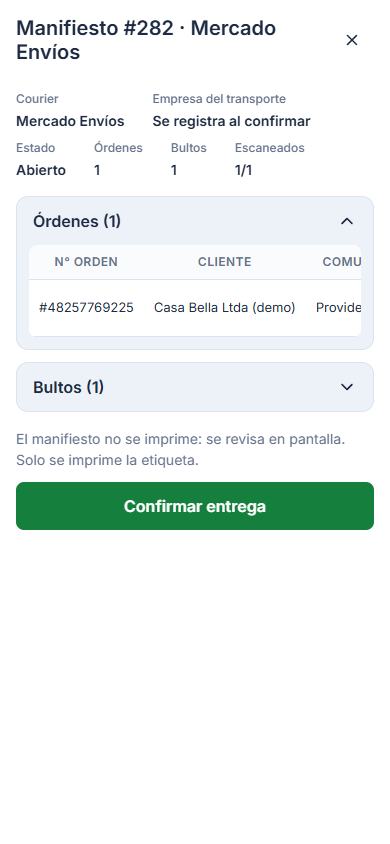 Manifiesto #282 · Mercado
Envíos
Courier
Empresa del transporte
Mercado Envíos
Se registra al confirmar
Estado
Órdenes
Bultos
Escaneados
Abierto
1
1
1/1
Órdenes (1)
N° ORDEN
CLIENTE
COMU
#48257769225
Casa Bella Ltda (demo)
Provide
Bultos (1)
El manifiesto no se imprime: se revisa en pantalla.
Solo se imprime la etiqueta.
Confirmar entrega